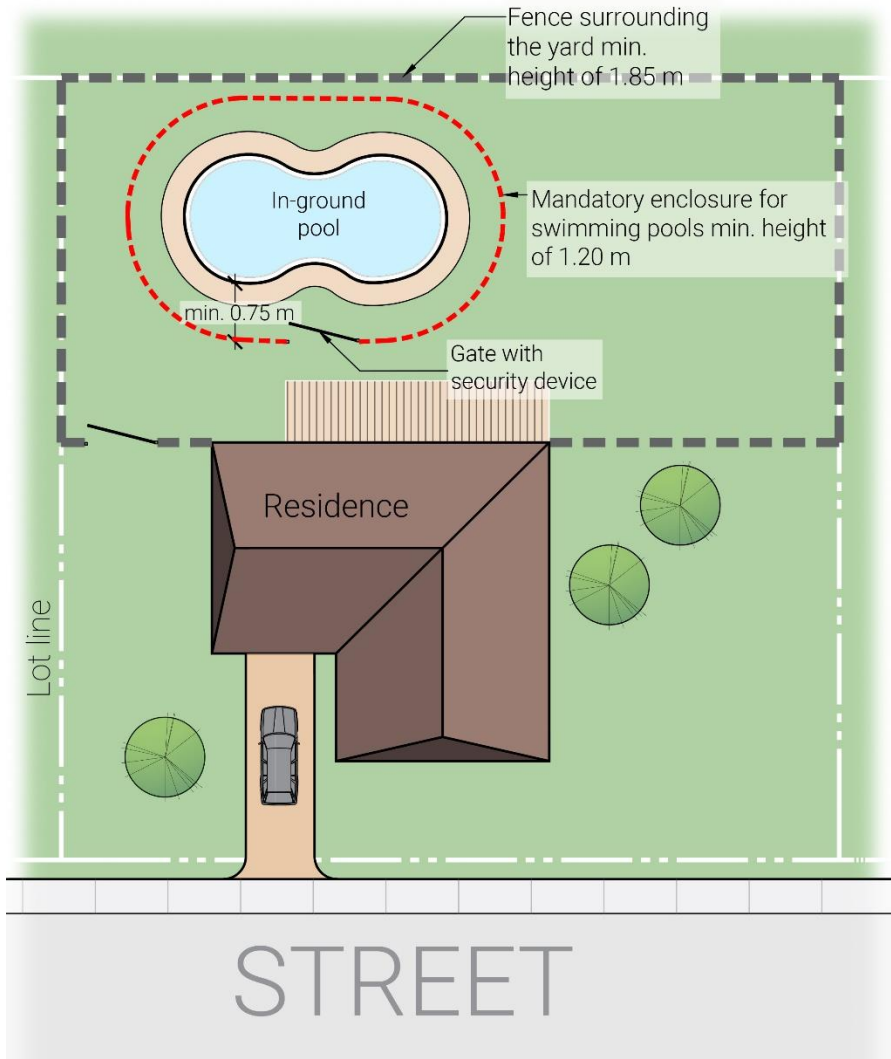 Fence surrounding
the yard min.
height of 1.85 m
In-ground
pool
Mandatory enclosure for
swimming pools min. height
of 1.20 m
min. 0.75 m
Gate with
security device
Residence
Lot line
STREET